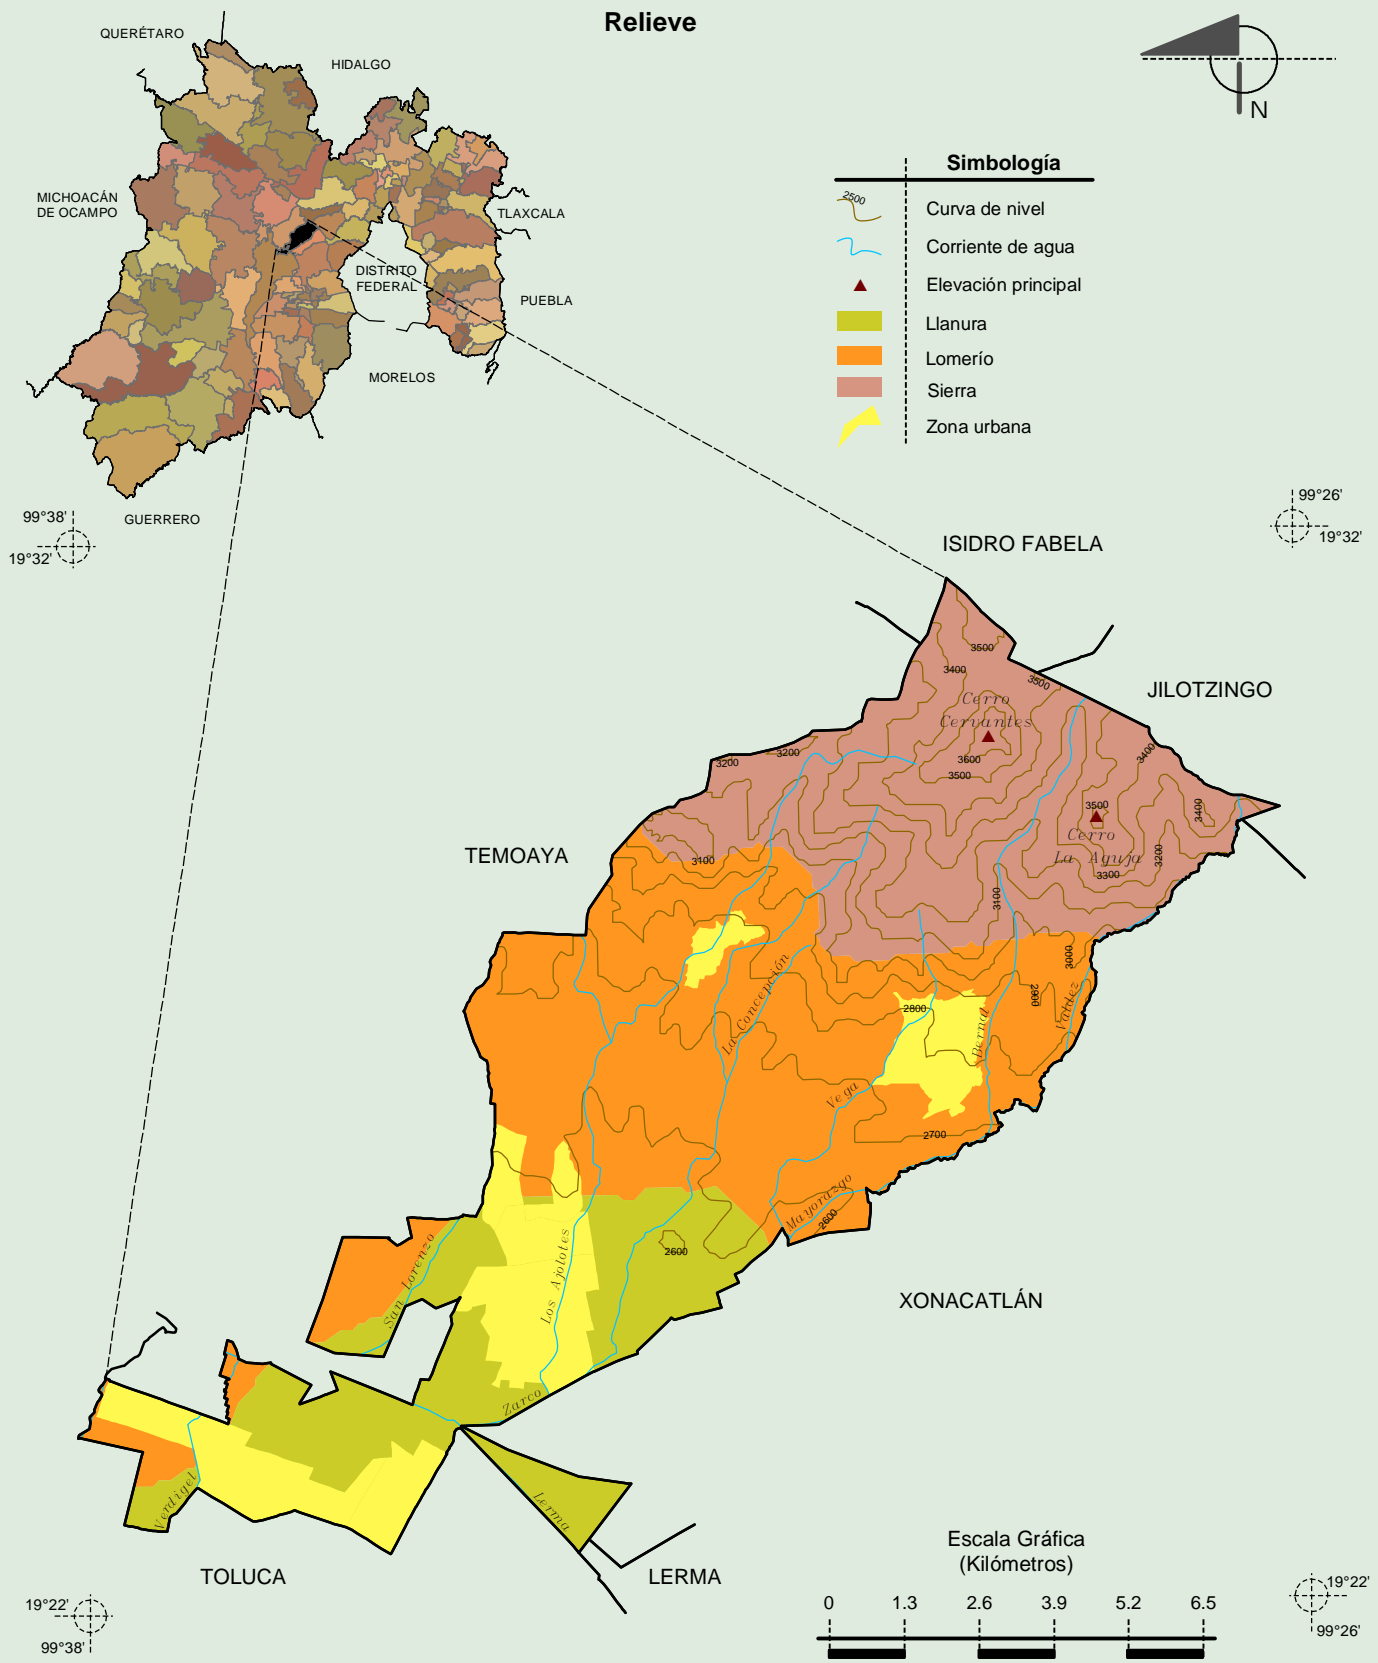 Relieve
QUERÉTARO
HIDALGO
MICHOACÁN
DE OCAMPO
TLAXCALA
DISTRITO
FEDERAL
PUEBLA
MORELOS
GUERRERO
N
Simbología
2500
Curva de nivel
Corriente de agua
Elevación principal
Llanura
Lomerío
Sierra
Zona urbana
99°38'
19°32'
99°26'
19°32'
ISIDRO FABELA
JILOTZINGO
TEMOAYA
XONACATLÁN
TOLUCA
LERMA
3500
3400
3500
Cerro
Cervantes
3600
3500
3400
3200
3200
3500
3400
Cerro
La Aguja
3300
3200
3100
3100
3000
2900
2800
La Concepción
Bernal
Valdez
Vega
2700
Mayorazgo
2600
2600
San Lorenzo
Los Ajolotes
Zarco
Verdigel
Lerma
Escala Gráfica
(Kilómetros)
0 1.3 2.6 3.9 5.2 6.5
19°22'
99°38'
19°22'
99°26'